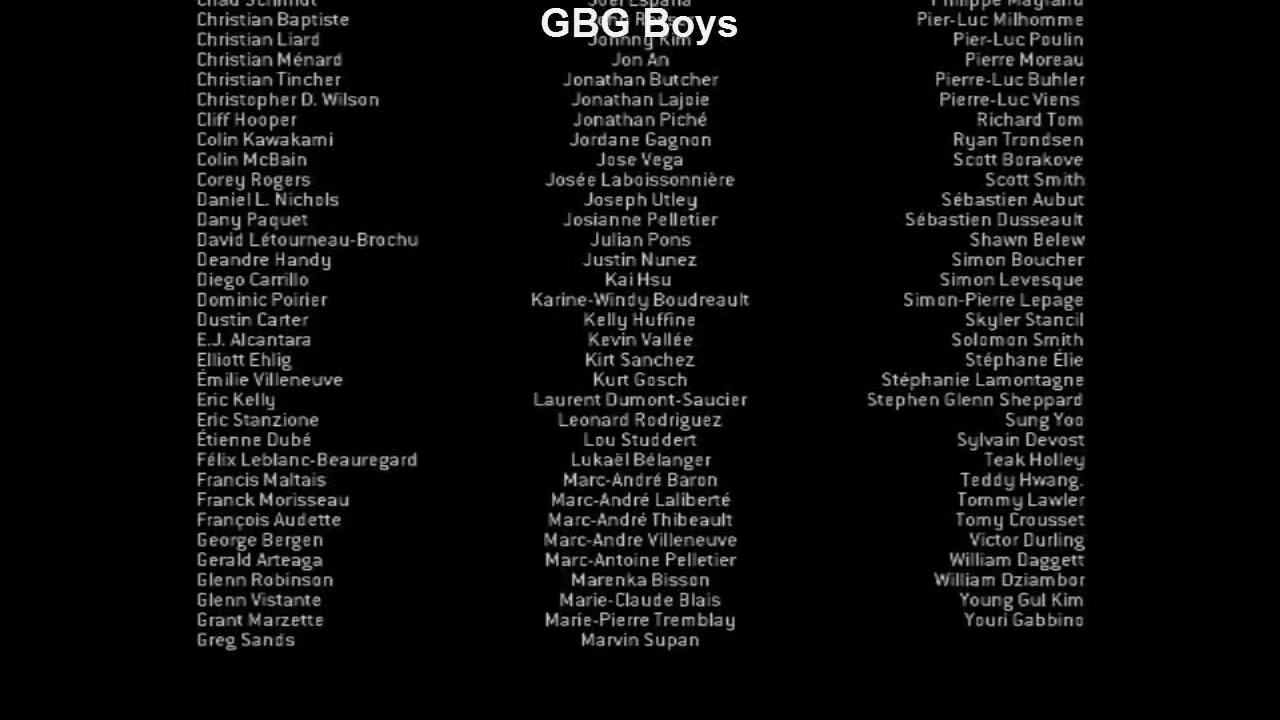 GBG Boys
Chad Schmidt
Christian Baptiste
Christian Liard
Christian Ménard
Christian Tincher
Christopher D. Wilson
Cliff Hooper
Colin Kawakami
Colin McBain
Corey Rogers
Daniel L. Nichols
Dany Paquet
David Létourneau-Brochu
Deandre Handy
Diego Carrillo
Dominic Poirier
Dustin Carter
E.J. Alcantara
Elliott Ehlig
Émilie Villeneuve
Eric Kelly
Eric Stanzione
Étienne Dubé
Félix Leblanc-Beauregard
Francis Maltais
Franck Morisseau
François Audette
George Bergen
Gerald Arteaga
Glenn Robinson
Glenn Vistante
Grant Marzette
Greg Sands
Joel España
Johnny Kim
Jon An
Jonathan Butcher
Jonathan Lajoie
Jonathan Piché
Jordane Gagnon
Jose Vega
Josée Laboissonnière
Joseph Utley
Josianne Pelletier
Julian Pons
Justin Nunez
Kai Hsu
Karine-Windy Boudreault
Kelly Huffine
Kevin Vallée
Kirt Sanchez
Kurt Gosch
Laurent Dumont-Saucier
Leonard Rodriguez
Lou Studdert
Lukaël Bélanger
Marc-André Baron
Marc-André Laliberté
Marc-André Thibeault
Marc-Andre Villeneuve
Marc-Antoine Pelletier
Marenka Bisson
Marie-Claude Blais
Marie-Pierre Tremblay
Marvin Supan
Philippe
Pier-Luc Milhomme
Pier-Luc Poulin
Pierre Moreau
Pierre-Luc Buhler
Pierre-Luc Viens
Richard Tom
Ryan Trondsen
Scott Borakove
Scott Smith
Sébastien Aubut
Sébastien Dusseault
Shawn Belew
Simon Boucher
Simon Levesque
Simon-Pierre Lepage
Skyler Stancil
Solomon Smith
Stéphane Élie
Stéphanie Lamontagne
Stephen Glenn Sheppard
Sung Yoo
Sylvain Devost
Teak Holley
Teddy Hwang.
Tommy Lawler
Tomy Crousset
Victor Durling
William Daggett
William Dziambor
Young Gul Kim
Youri Gabbino